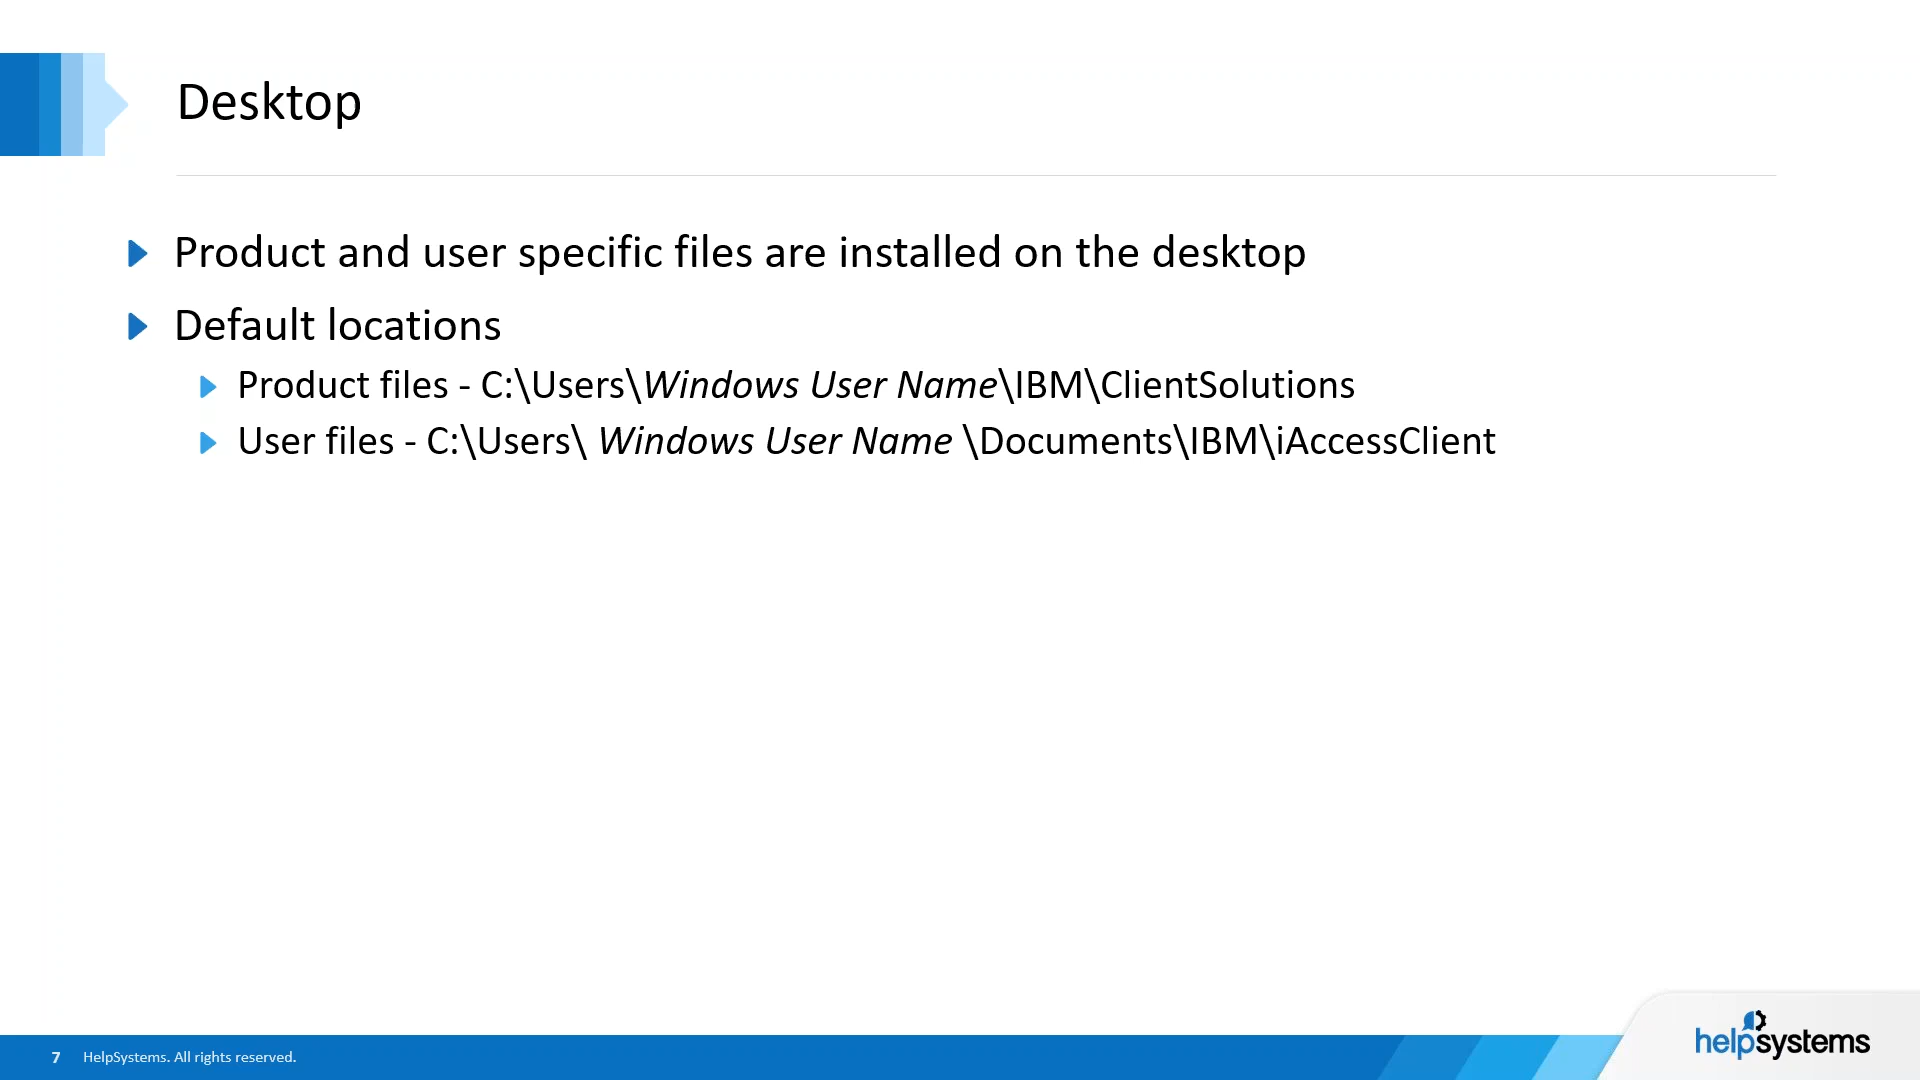 Desktop
Product and user specific files are installed on the desktop
Default locations
Product files - C:\Users\Windows User Name\IBM\ClientSolutions
User files - C:\Users\ Windows User Name \Documents\IBM\iAccessClient
7 HelpSystems. All rights reserved.
helpsystems